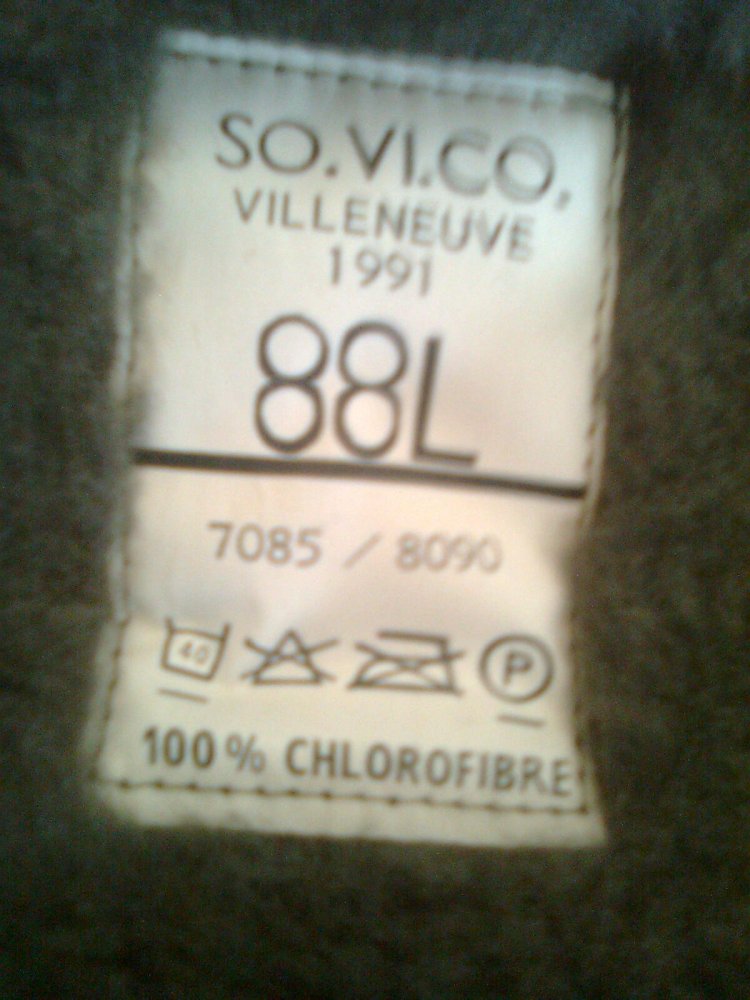 SO.VI.CO.
VILLENEUVE
1991
88L
7085 / 8090
40 P
100% CHLOROFIBRE